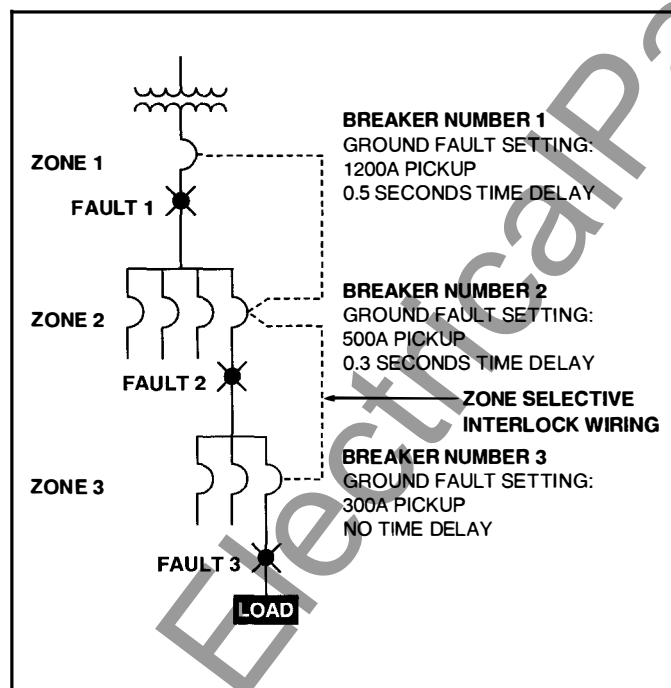 BREAKER NUMBER 1
GROUND FAULT SETTING:
1200A PICKUP
0.5 SECONDS TIME DELAY
ZONE 1
FAULT 1
BREAKER NUMBER 2
GROUND FAULT SETTING:
500A PICKUP
0.3 SECONDS TIME DELAY
ZONE 2
FAULT 2
ZONE SELECTIVE
INTERLOCK WIRING
BREAKER NUMBER 3
GROUND FAULT SETTING:
300A PICKUP
NO TIME DELAY
ZONE 3
FAULT 3
LOAD
ElectricalPa